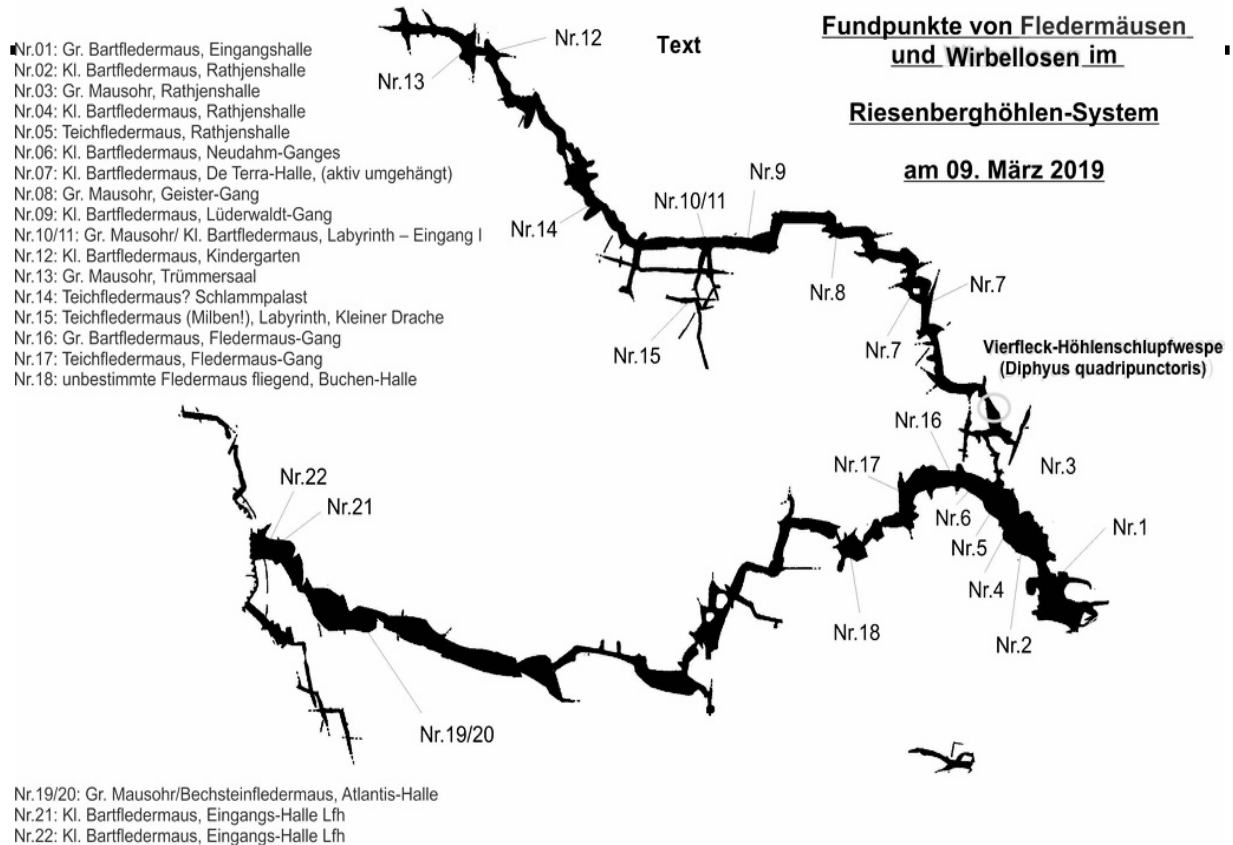 Fundpunkte von Fledermäusen
und Wirbellosen im
Riesenberghöhlen-System
am 09. März 2019
Text
Nr.01: Gr. Bartfledermaus, Eingangshalle
Nr.02: Kl. Bartfledermaus, Rathjenshalle
Nr.03: Gr. Mausohr, Rathjenshalle
Nr.04: Kl. Bartfledermaus, Rathjenshalle
Nr.05: Teichfledermaus, Rathjenshalle
Nr.06: Kl. Bartfledermaus, Neudahm-Ganges
Nr.07: Kl. Bartfledermaus, De Terra-Halle, (aktiv umgehängt)
Nr.08: Gr. Mausohr, Geister-Gang
Nr.09: Kl. Bartfledermaus, Lüderwaldt-Gang
Nr.10/11: Gr. Mausohr/ Kl. Bartfledermaus, Labyrinth – Eingang I
Nr.12: Kl. Bartfledermaus, Kindergarten
Nr.13: Gr. Mausohr, Trümmersaal
Nr.14: Teichfledermaus? Schlammpalast
Nr.15: Teichfledermaus (Milben!), Labyrinth, Kleiner Drache
Nr.16: Gr. Bartfledermaus, Fledermaus-Gang
Nr.17: Teichfledermaus, Fledermaus-Gang
Nr.18: unbestimmte Fledermaus fliegend, Buchen-Halle
Nr.12
Nr.13
Nr.9
Nr.10/11
Nr.14
Nr.8
Nr.7
Nr.7
Nr.15
Vierfleck-Höhlenschlupfwespe
(Diphyus quadripunctoris)
Nr.16
Nr.17
Nr.3
Nr.6
Nr.5
Nr.1
Nr.4
Nr.2
Nr.18
Nr.22
Nr.21
Nr.19/20
Nr.19/20: Gr. Mausohr/Bechsteinfledermaus, Atlantis-Halle
Nr.21: Kl. Bartfledermaus, Eingangs-Halle Lfh
Nr.22: Kl. Bartfledermaus, Eingangs-Halle Lfh